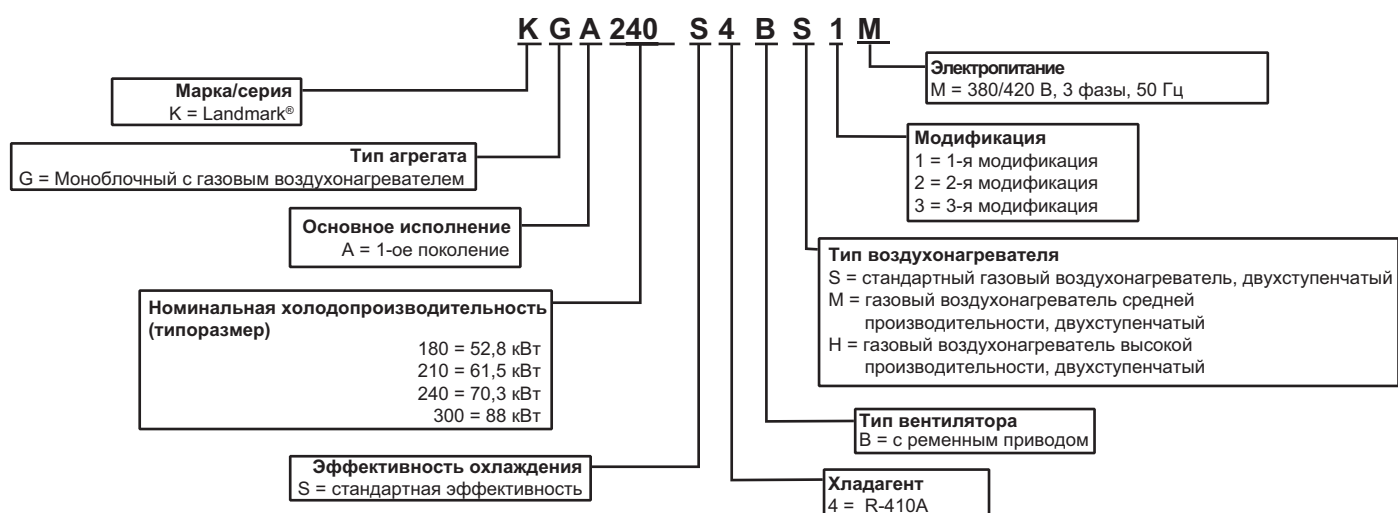 K G A 240 S 4 B S 1 M
Марка/серия
K = Landmark®
Тип агрегата
G = Моноблочный с газовым воздухонагревателем
Основное исполнение
A = 1-ое поколение
Номинальная холодопроизводительность
(типоразмер)
180 = 52,8 кВт
210 = 61,5 кВт
240 = 70,3 кВт
300 = 88 кВт
Эффективность охлаждения
S = стандартная эффективность
Электропитание
M = 380/420 В, 3 фазы, 50 Гц
Модификация
1 = 1-я модификация
2 = 2-я модификация
3 = 3-я модификация
Тип воздухонагревателя
S = стандартный газовый воздухонагреватель, двухступенчатый
M = газовый воздухонагреватель средней
производительности, двухступенчатый
H = газовый воздухонагреватель высокой
производительности, двухступенчатый
Тип вентилятора
B = с ременным приводом
Хладагент
4 = R-410A